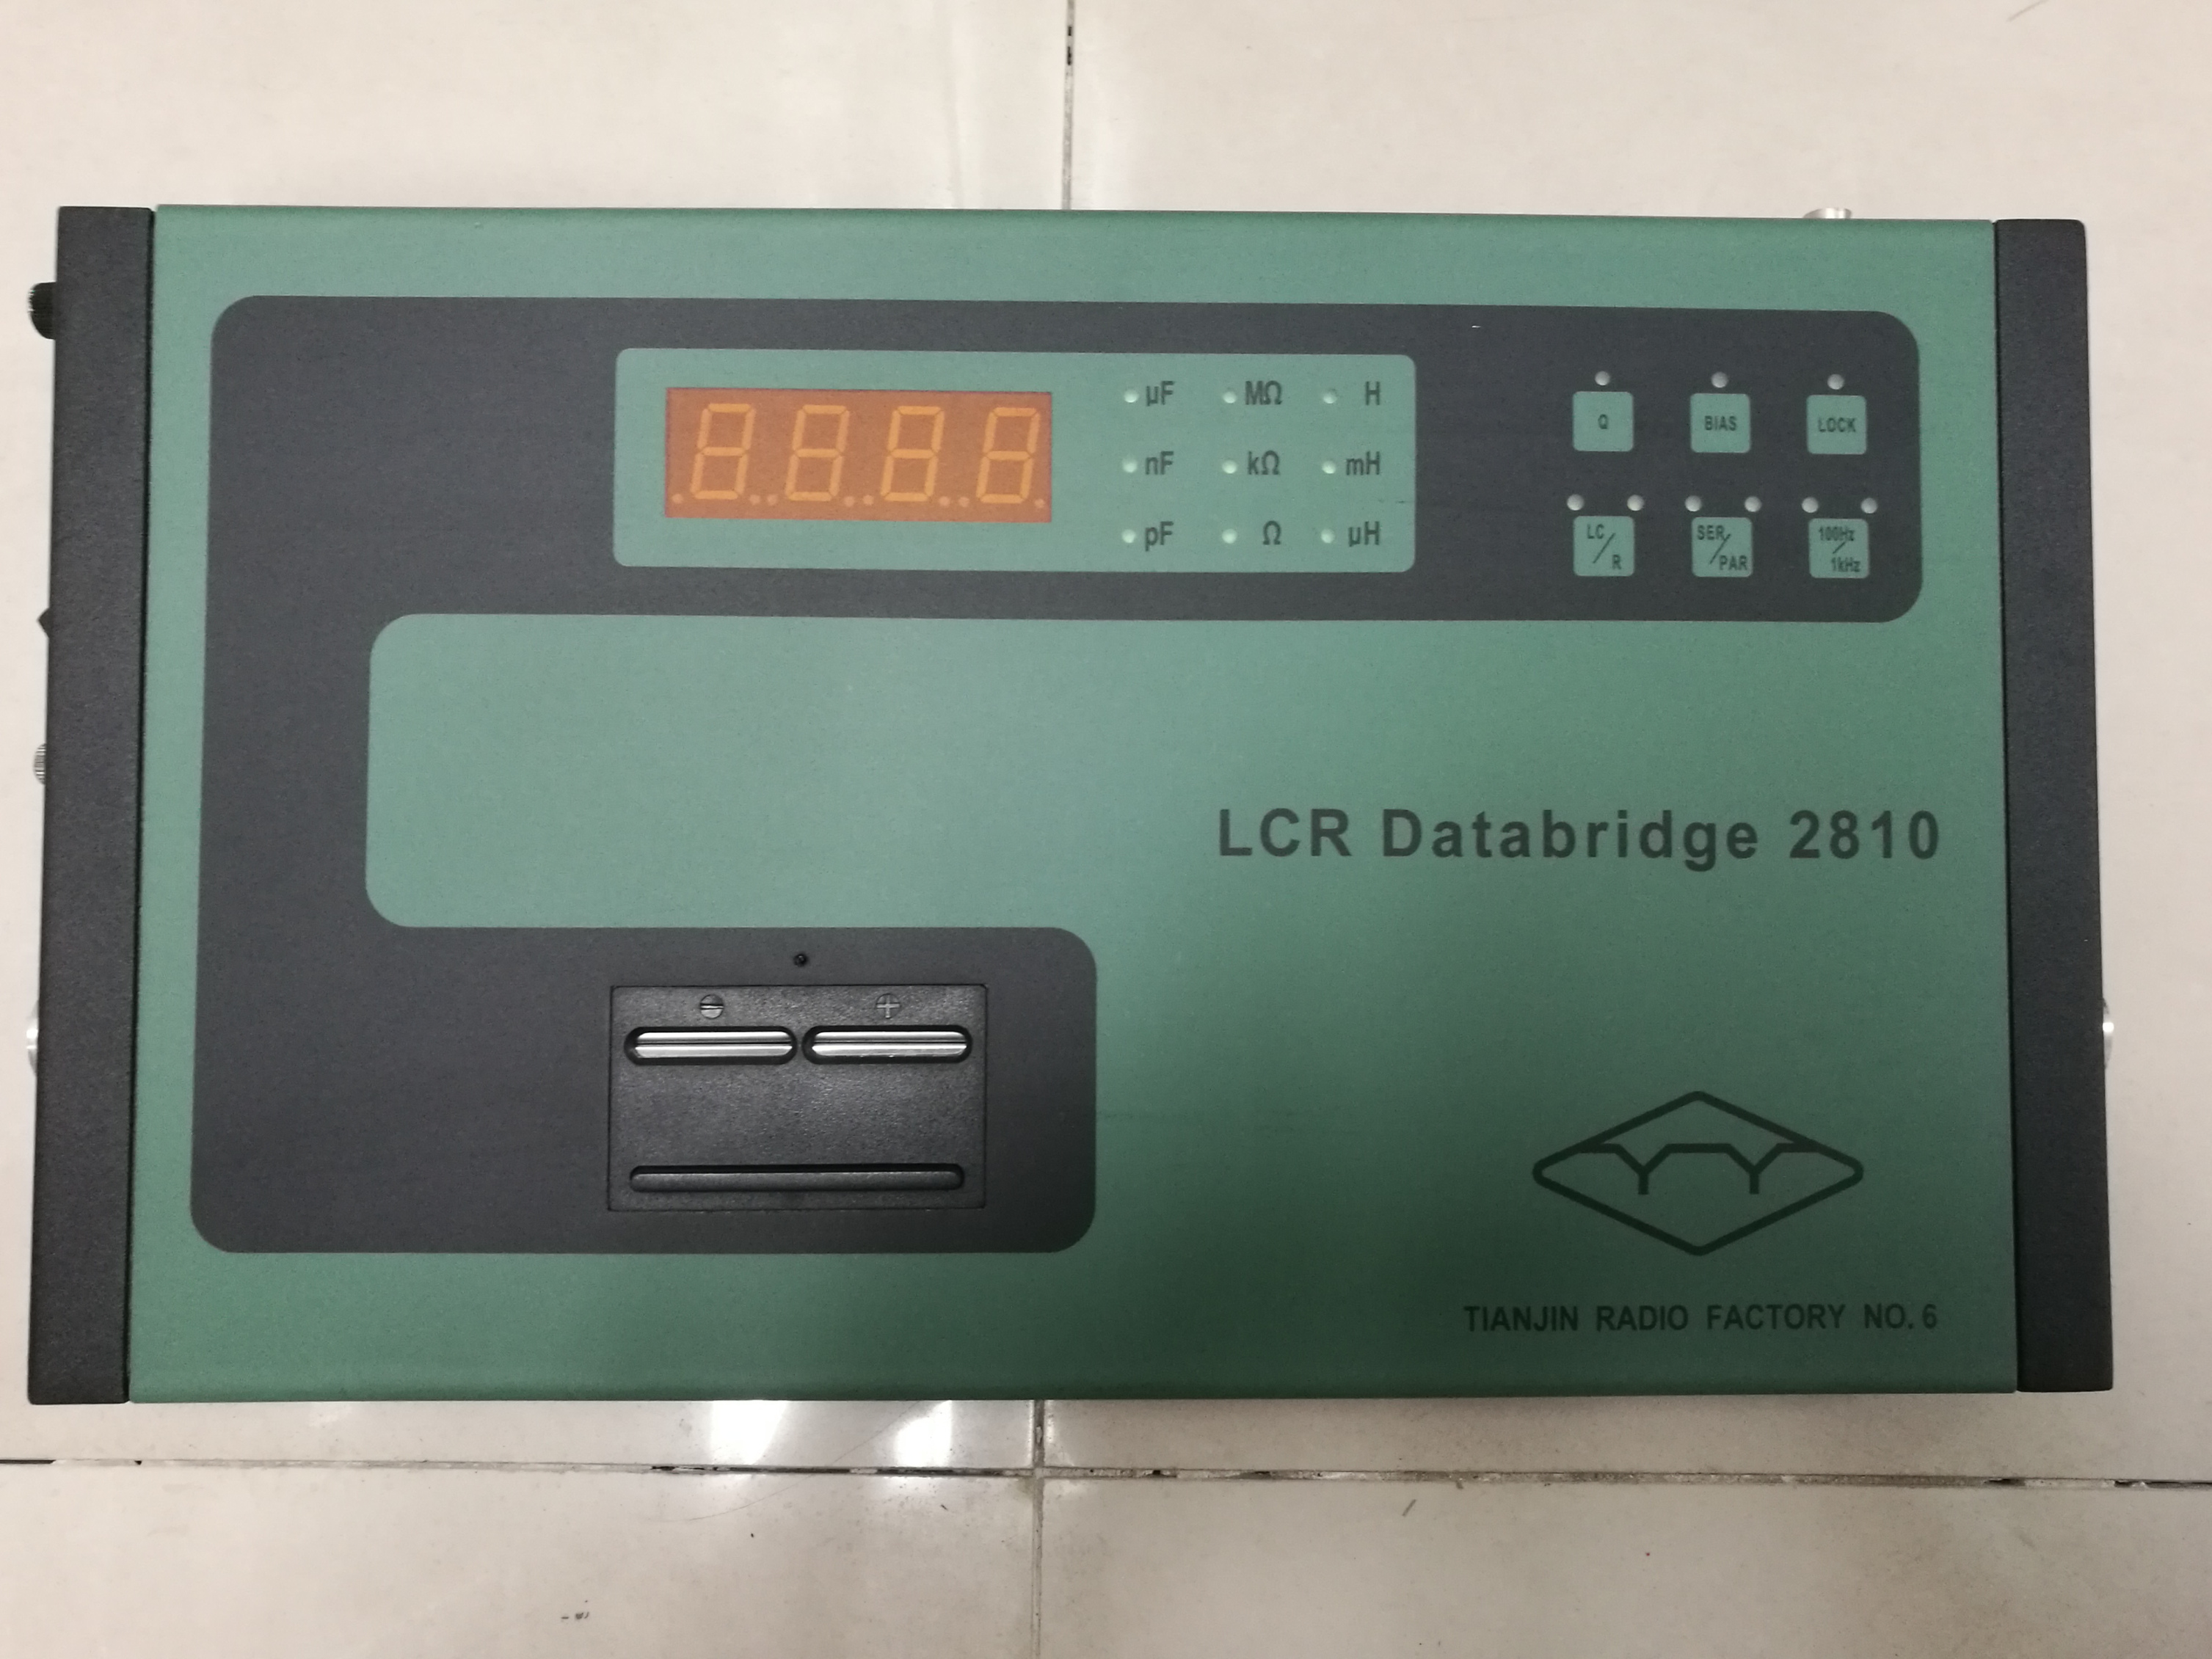 8888
µF MΩ H
nF kΩ mH
pF Ω µH
Q BIAS LOCK
LC/R SER/PAR 100Hz/1kHz
LCR Databridge 2810
− +
TIANJIN RADIO FACTORY NO.6